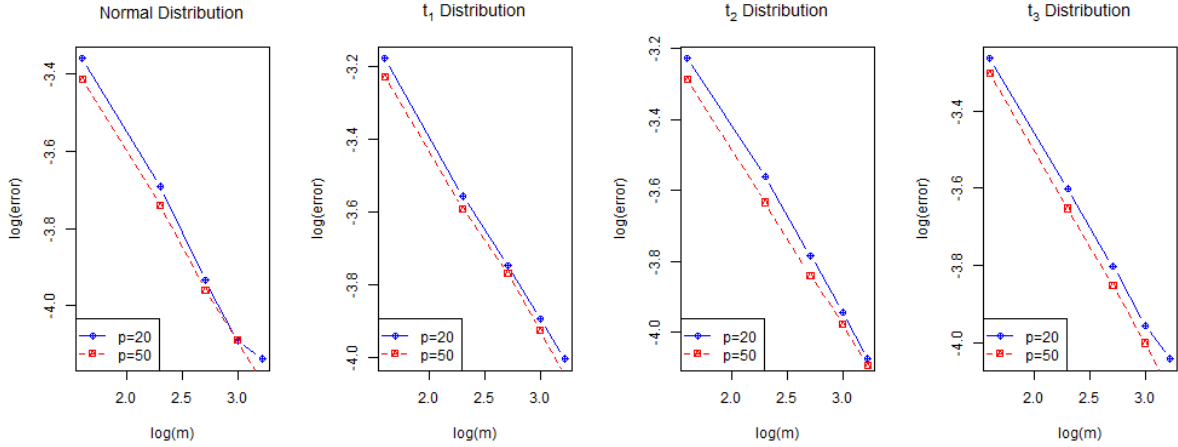 Normal Distribution
log(error)
-3.4
-3.6
-3.8
-4.0
p=20
p=50
2.0 2.5 3.0
log(m)
t1 Distribution
log(error)
-3.2
-3.4
-3.6
-3.8
-4.0
p=20
p=50
2.0 2.5 3.0
log(m)
t2 Distribution
log(error)
-3.2
-3.4
-3.6
-3.8
-4.0
p=20
p=50
2.0 2.5 3.0
log(m)
t3 Distribution
log(error)
-3.4
-3.6
-3.8
-4.0
p=20
p=50
2.0 2.5 3.0
log(m)